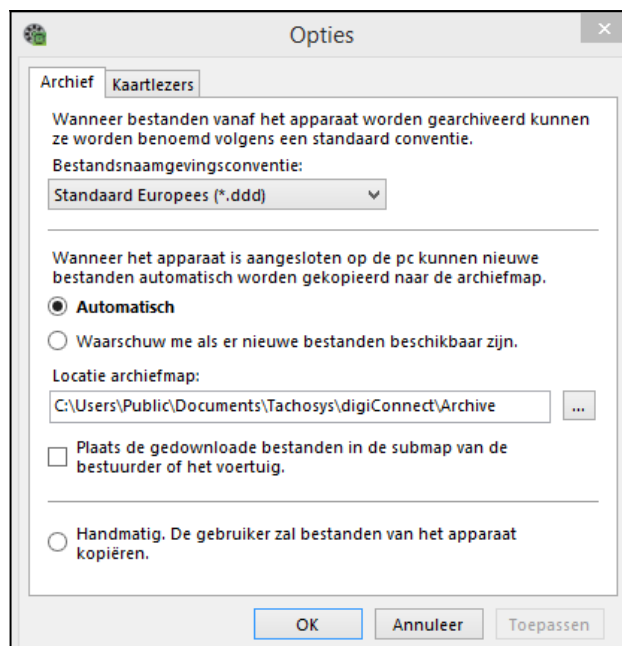 Opties
Archief
Kaartlezers
Wanneer bestanden vanaf het apparaat worden gearchiveerd kunnen
ze worden benoemd volgens een standaard conventie.
Bestandsnaamgevingsconventie:
Standaard Europees (*.ddd)
Wanneer het apparaat is aangesloten op de pc kunnen nieuwe
bestanden automatisch worden gekopieerd naar de archiefmap.
Automatisch
Waarschuw me als er nieuwe bestanden beschikbaar zijn.
Locatie archiefmap:
C:\Users\Public\Documents\Tachosys\digiConnect\Archive
...
Plaats de gedownloade bestanden in de submap van de
bestuurder of het voertuig.
Handmatig. De gebruiker zal bestanden van het apparaat
kopiëren.
OK
Annuleer
Toepassen